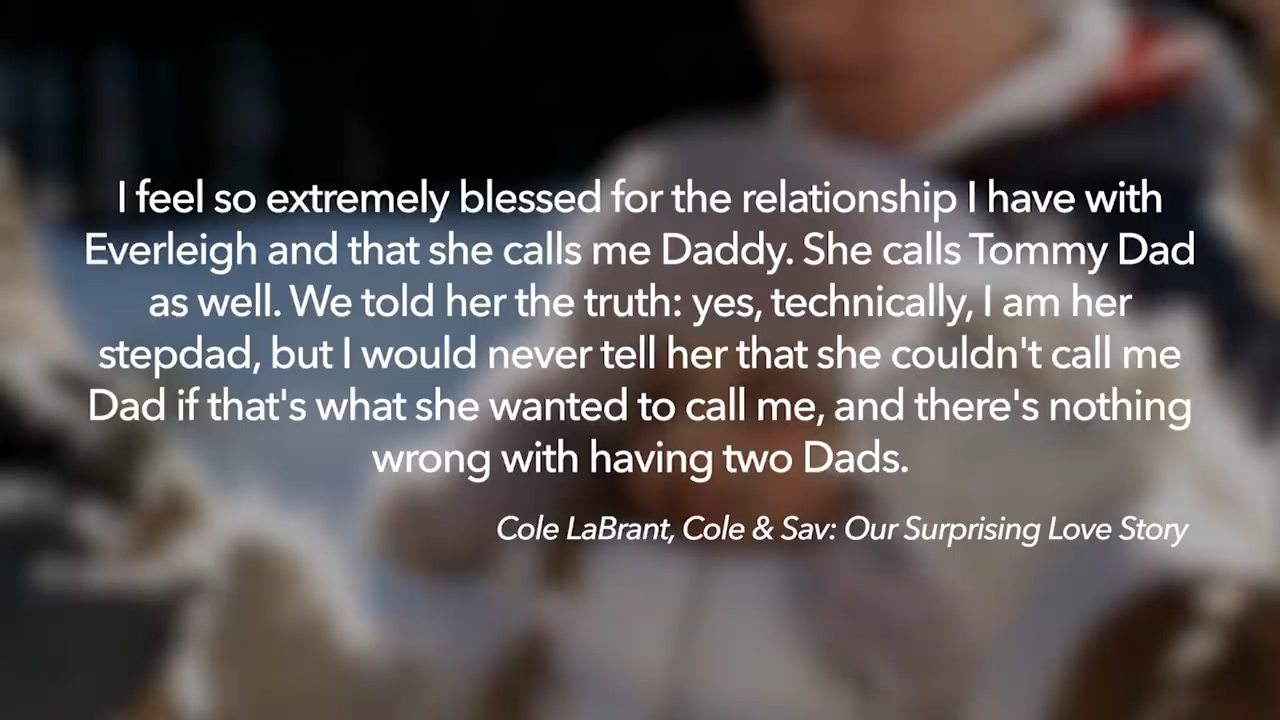 I feel so extremely blessed for the relationship I have with
Everleigh and that she calls me Daddy. She calls Tommy Dad
as well. We told her the truth: yes, technically, I am her
stepdad, but I would never tell her that she couldn't call me
Dad if that's what she wanted to call me, and there's nothing
wrong with having two Dads.
Cole LaBrant, Cole & Sav: Our Surprising Love Story